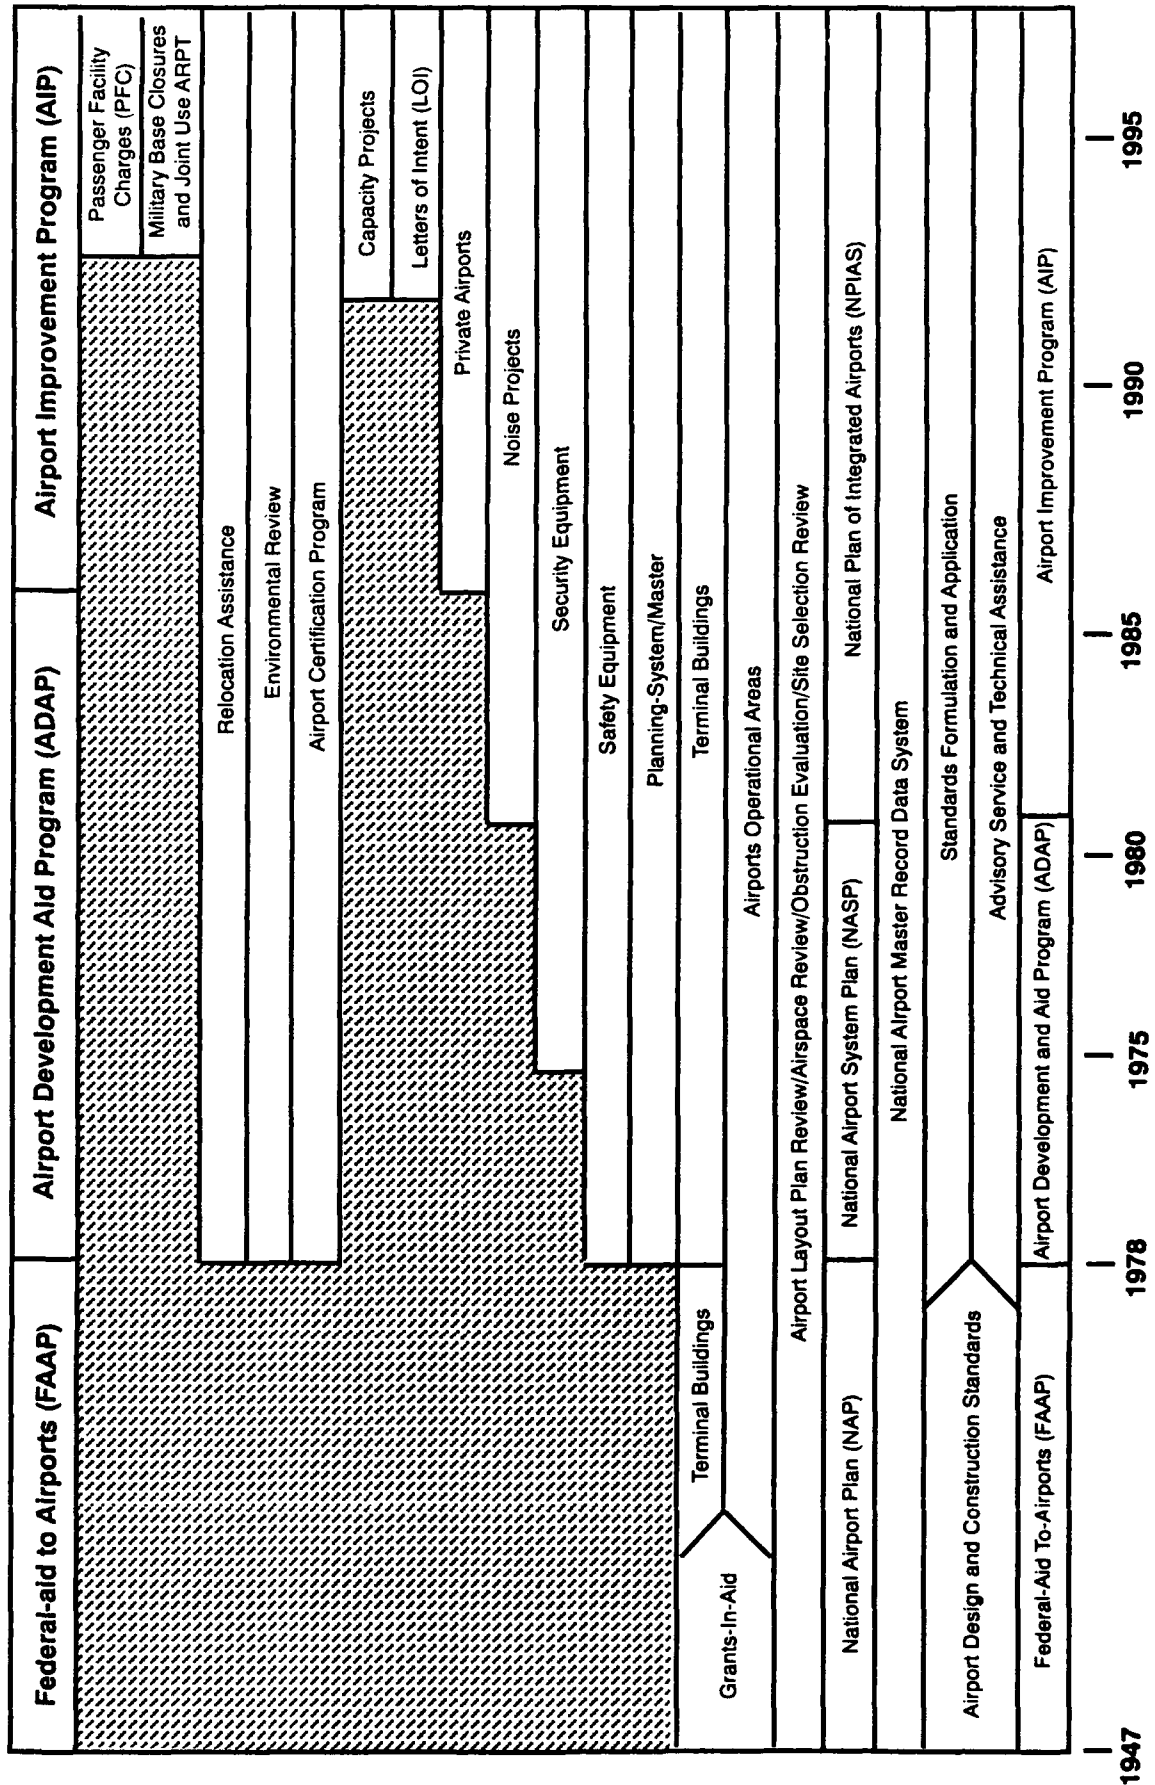 Federal-aid to Airports (FAAP)
Airport Development Aid Program (ADAP)
Airport Improvement Program (AIP)
Passenger Facility
Charges (PFC)
Military Base Closures
and Joint Use ARPT
Relocation Assistance
Environmental Review
Airport Certification Program
Capacity Projects
Letters of Intent (LOI)
Private Airports
Noise Projects
Security Equipment
Safety Equipment
Planning-System/Master
Grants-In-Aid
Terminal Buildings
Terminal Buildings
Airports Operational Areas
Airport Layout Plan Review/Airspace Review/Obstruction Evaluation/Site Selection Review
National Airport Plan (NAP)
National Airport System Plan (NASP)
National Plan of Integrated Airports (NPIAS)
National Airport Master Record Data System
Airport Design and Construction Standards
Standards Formulation and Application
Advisory Service and Technical Assistance
Federal-Aid To-Airports (FAAP)
Airport Development and Aid Program (ADAP)
Airport Improvement Program (AIP)
1947
1978
1975
1980
1985
1990
1995